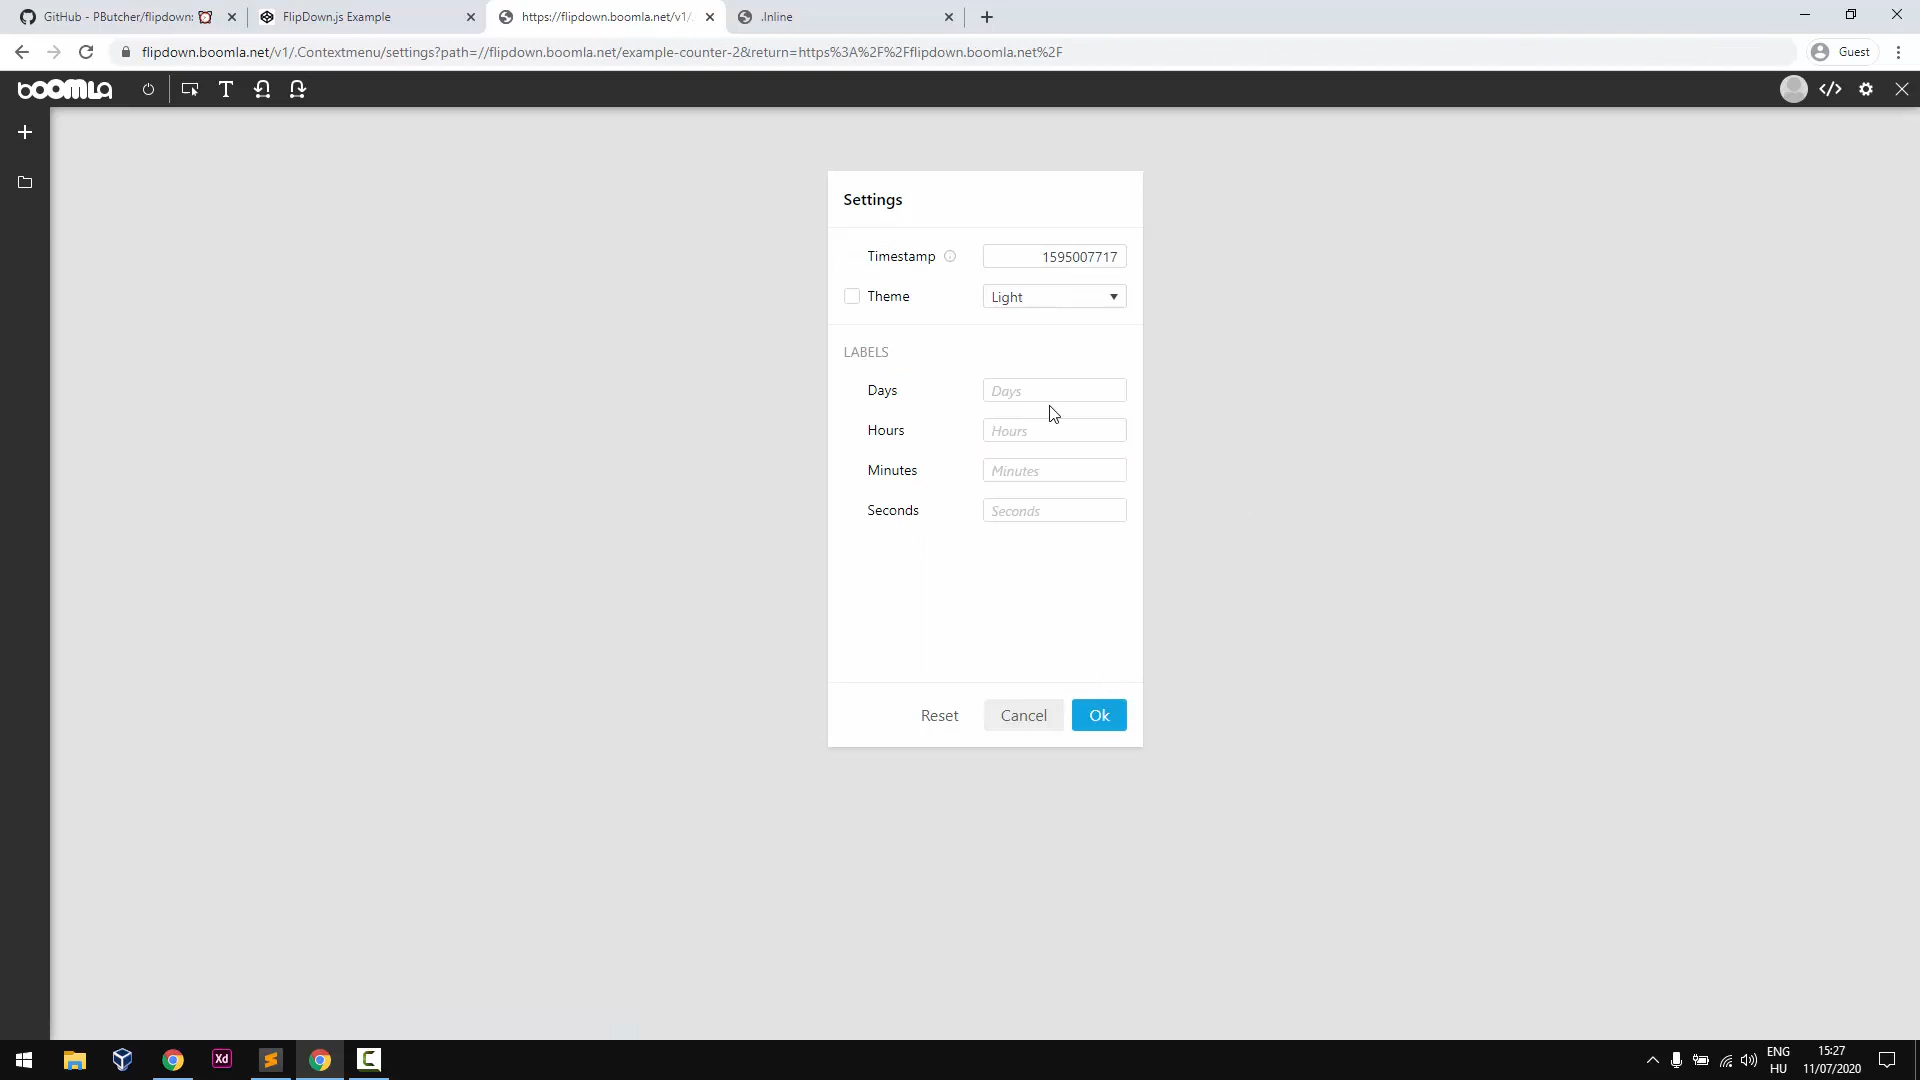 GitHub - PButcher/flipdown:
FlipDown.js Example
https://flipdown.boomla.net/v1/.
.Inline
flipdown.boomla.net/v1/.Contextmenu/settings?path=//flipdown.boomla.net/example-counter-2&return=https%3A%2F%2Fflipdown.boomla.net%2F
Guest
boomla
Settings
Timestamp 1595007717
Theme Light
LABELS
Days Days
Hours Hours
Minutes Minutes
Seconds Seconds
Reset Cancel Ok
Xd
ENG 15:27
HU 11/07/2020